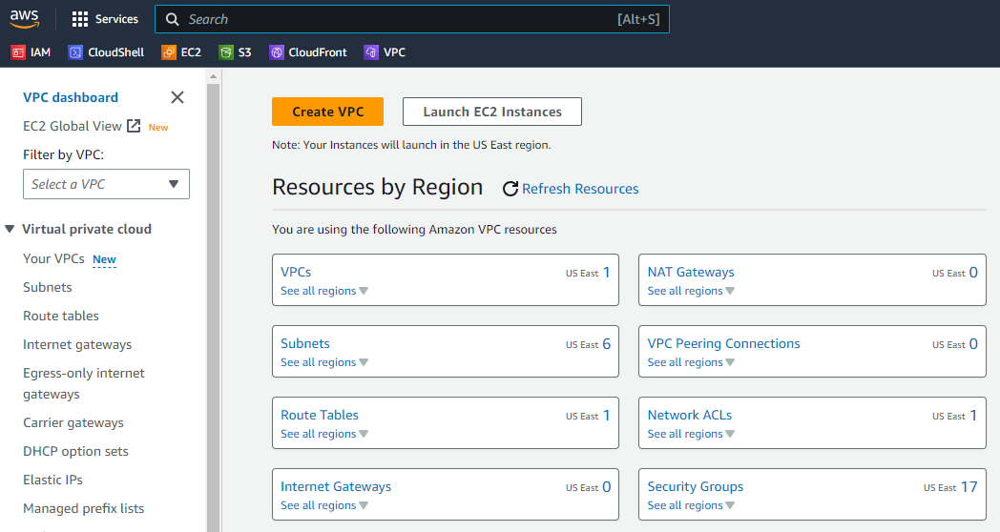 aws Services Search [Alt+S]
IAM CloudShell EC2 S3 CloudFront VPC
VPC dashboard
EC2 Global View New
Filter by VPC:
Select a VPC
Virtual private cloud
Your VPCs New
Subnets
Route tables
Internet gateways
Egress-only internet
gateways
Carrier gateways
DHCP option sets
Elastic IPs
Managed prefix lists
Create VPC Launch EC2 Instances
Note: Your Instances will launch in the US East region.
Resources by Region Refresh Resources
You are using the following Amazon VPC resources
VPCs US East 1
See all regions
NAT Gateways US East 0
See all regions
Subnets US East 6
See all regions
VPC Peering Connections US East 0
See all regions
Route Tables US East 1
See all regions
Network ACLs US East 1
See all regions
Internet Gateways US East 0
See all regions
Security Groups US East 17
See all regions